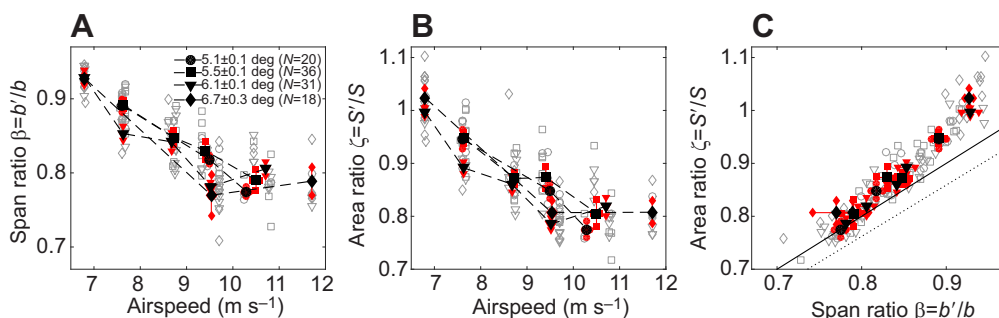 A
Span ratio β=b′/b
0.9
0.8
0.7
5.1±0.1 deg (N=20)
5.5±0.1 deg (N=36)
6.1±0.1 deg (N=31)
6.7±0.3 deg (N=18)
7 8 9 10 11 12
Airspeed (m s⁻¹)
B
Area ratio ζ=S′/S
1.1
1
0.9
0.8
0.7
7 8 9 10 11 12
Airspeed (m s⁻¹)
C
Area ratio ζ=S′/S
1.1
1
0.9
0.8
0.7
0.7 0.8 0.9
Span ratio β=b′/b